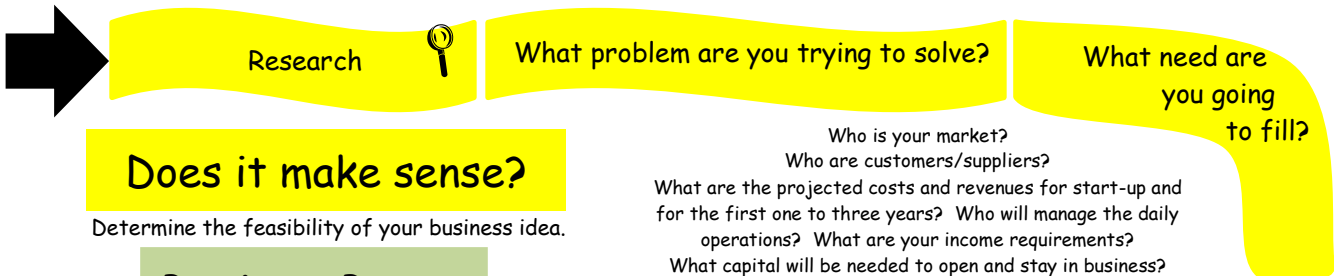 Research
What problem are you trying to solve?
What need are
you going
to fill?
Does it make sense?
Determine the feasibility of your business idea.
Who is your market?
Who are customers/suppliers?
What are the projected costs and revenues for start-up and
for the first one to three years?  Who will manage the daily
operations?  What are your income requirements?
What capital will be needed to open and stay in business?